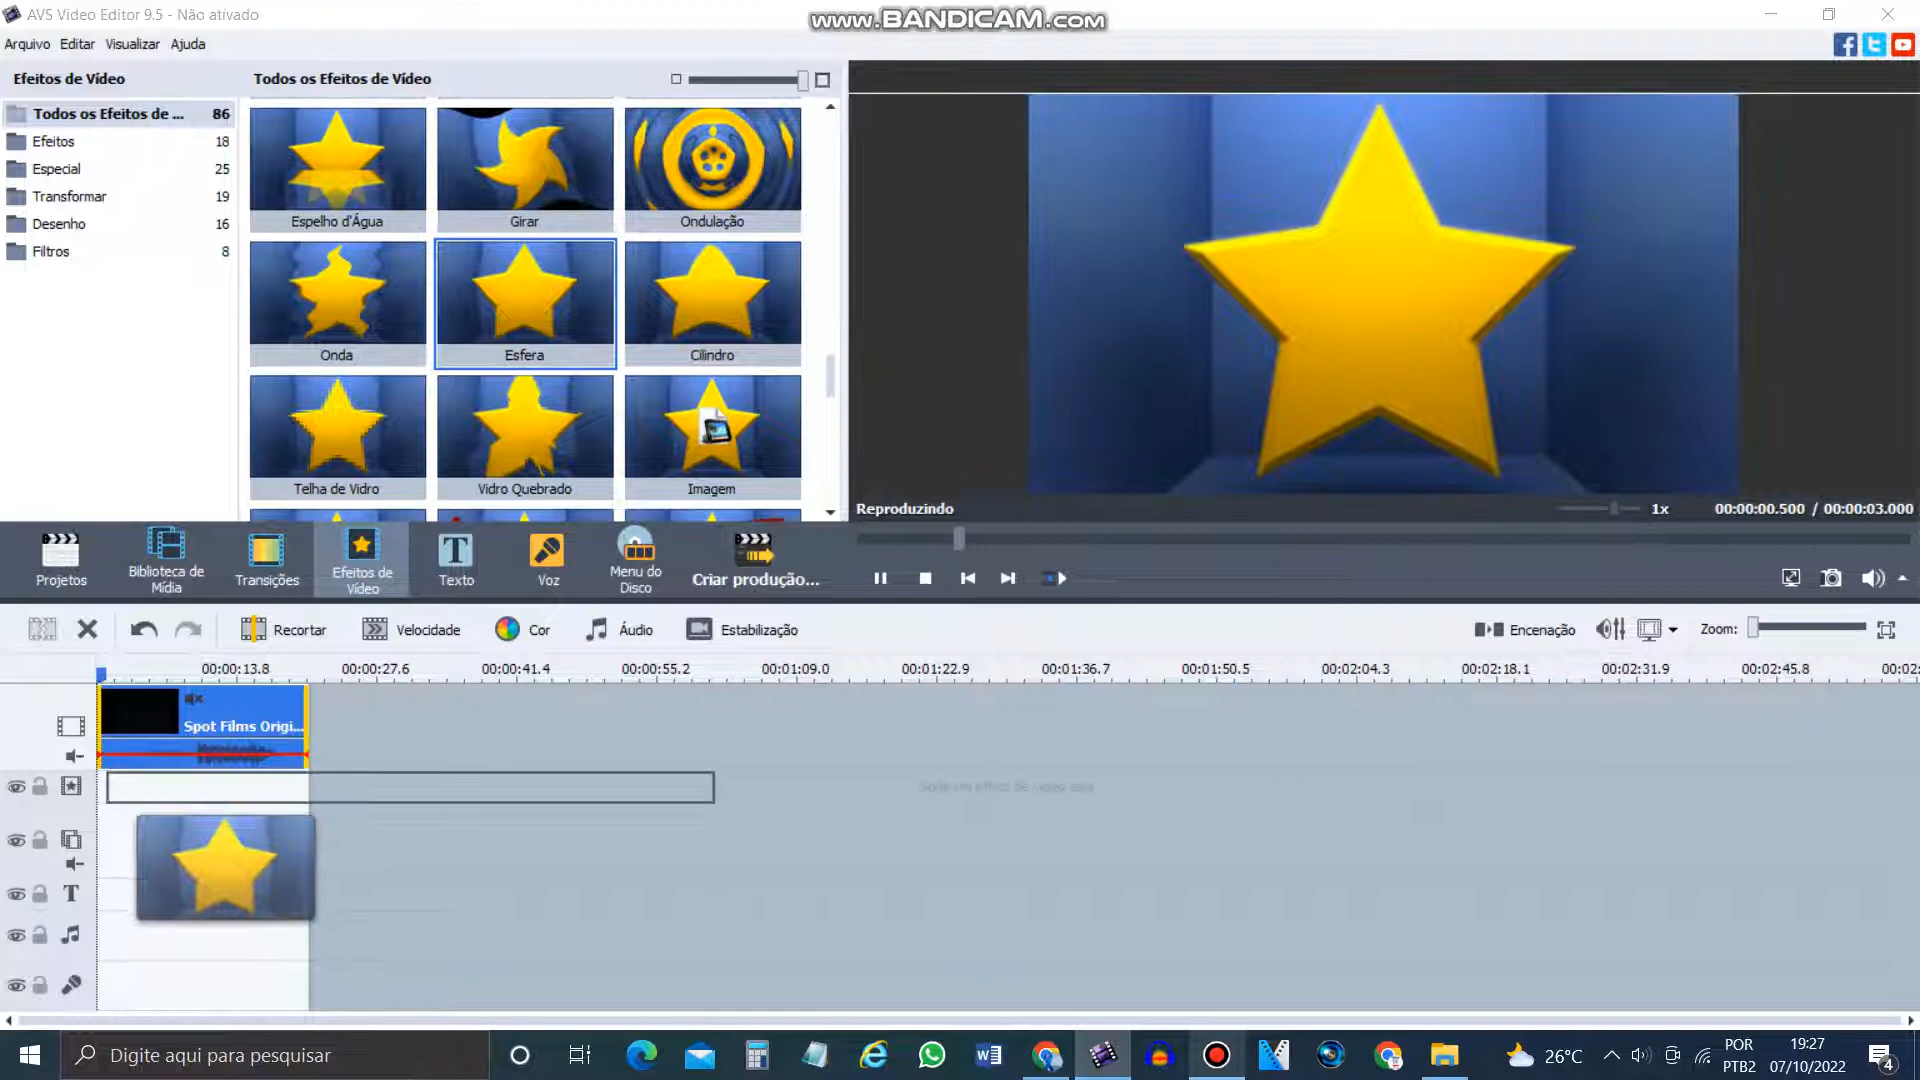 AVS Video Editor 9.5 - Não ativado
www.BANDICAM.com
Arquivo Editar Visualizar Ajuda
Efeitos de Vídeo
Todos os Efeitos de Vídeo
Todos os Efeitos de ... 86
Efeitos 18
Especial 25
Transformar 19
Desenho 16
Filtros 8
Espelho d'Água Girar Ondulação
Onda Esfera Cilindro
Telha de Vidro Vidro Quebrado Imagem
Reproduzindo 1x 00:00:00.500 / 00:00:03.000
Projetos
Biblioteca de
Mídia
Transições
Efeitos de
Vídeo
Texto
Voz
Menu do
Disco
Criar produção...
Recortar Velocidade Cor Áudio Estabilização Encenação Zoom:
00:00:13.8 00:00:27.6 00:00:41.4 00:00:55.2 00:01:09.0 00:01:22.9 00:01:36.7 00:01:50.5 00:02:04.3 00:02:18.1 00:02:31.9 00:02:45.8 00:02:
Spot Films Origi...
T
Digite aqui para pesquisar
26°C
POR
PTB2
19:27
07/10/2022
4